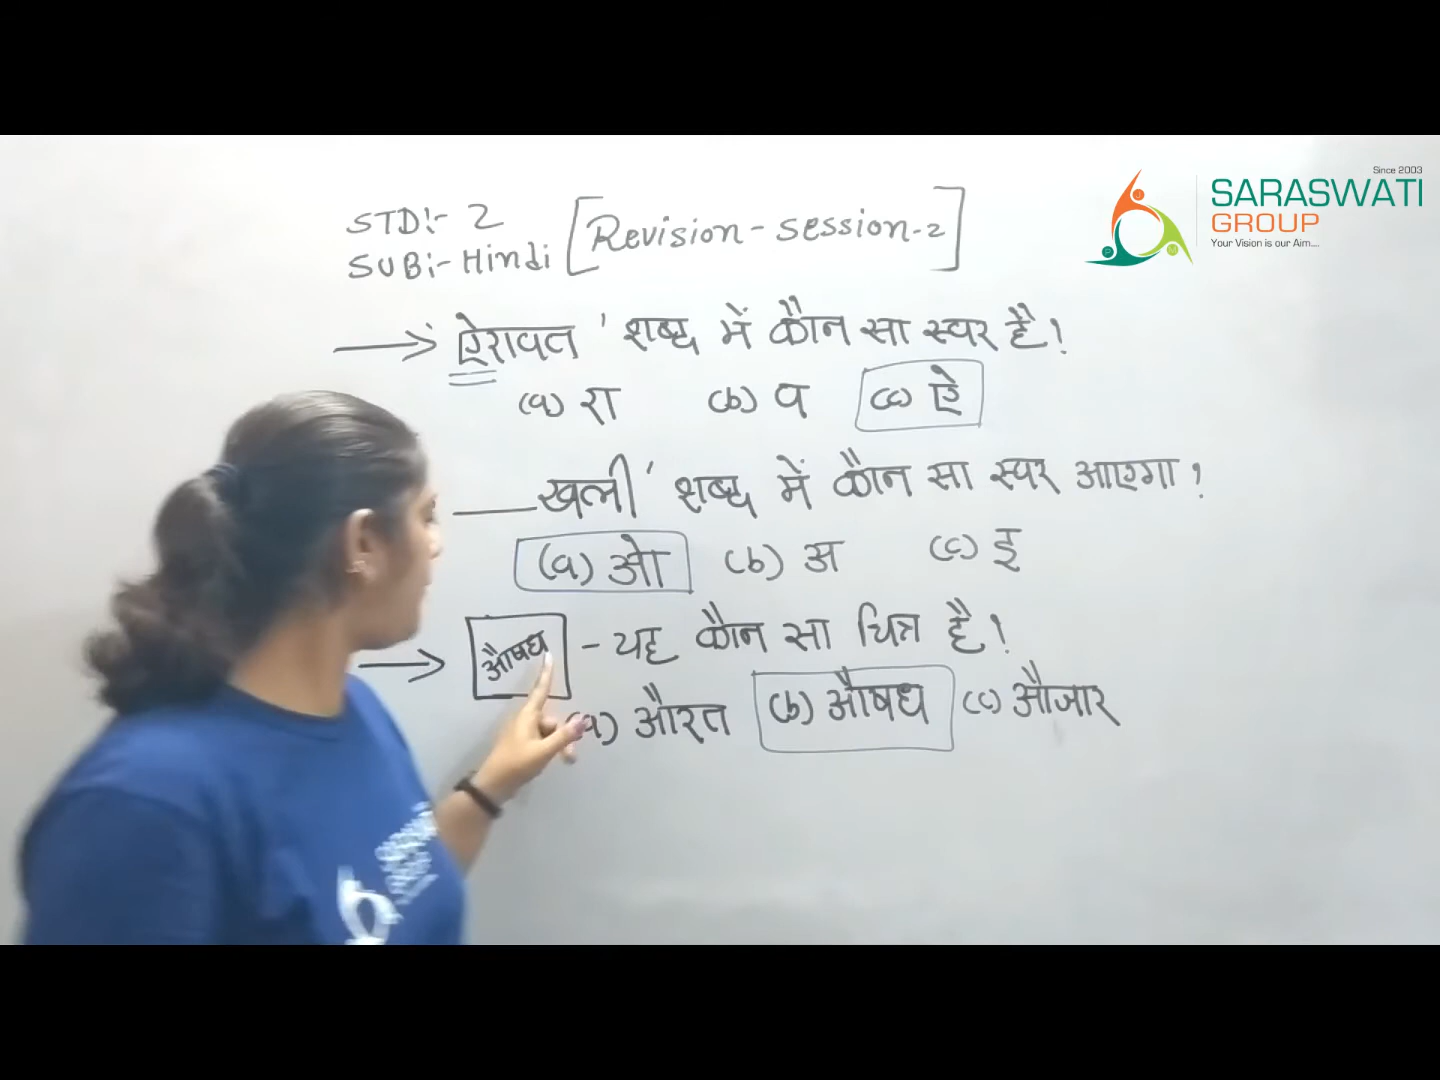 Since 2003
SARASWATI
GROUP
Your Vision is our Aim....
STD:- 2
SUB:- Hindi [Revision - session-2]
→ 'ऐरावत' शब्द में कौन सा स्वर है!
(a) रा (b) व (c) ऐ
___खली' शब्द में कौन सा स्वर आएगा!
(a) ओ (b) अ (c) इ
→ औषध - यह कौन सा चित्र है!
(a) औरत (b) औषध (c) औजार